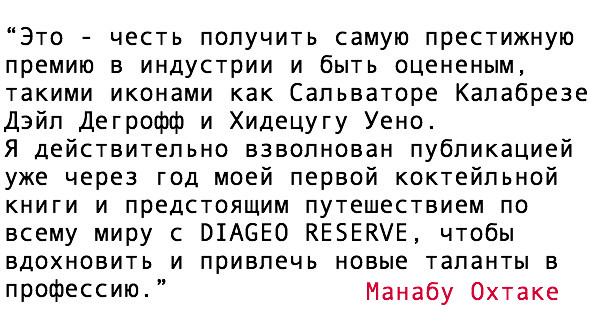 “Это - честь получить самую престижную
премию в индустрии и быть оцененым,
такими иконами как Сальваторе Калабрезе
Дэйл Дегрофф и Хидецугу Уено.
Я действительно взволнован публикацией
уже через год моей первой коктейльной
книги и предстоящим путешествием по
всему миру с DIAGEO RESERVE, чтобы
вдохновить и привлечь новые таланты в
профессию.”
Манабу Охтаке